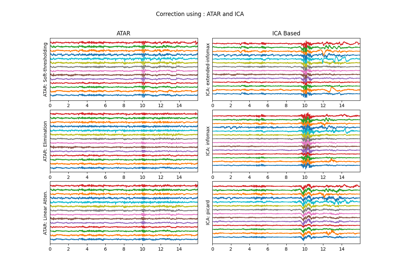 Correction using : ATAR and ICA
ATAR
ICA Based
ATAR: Soft-thresholding
ICA: extended-infomax
0 2 4 6 8 10 12 14
0 2 4 6 8 10 12 14
ATAR: Elimination
ICA: infomax
0 2 4 6 8 10 12 14
0 2 4 6 8 10 12 14
ATAR: Linear Atten.
ICA: picard
0 2 4 6 8 10 12 14
0 2 4 6 8 10 12 14